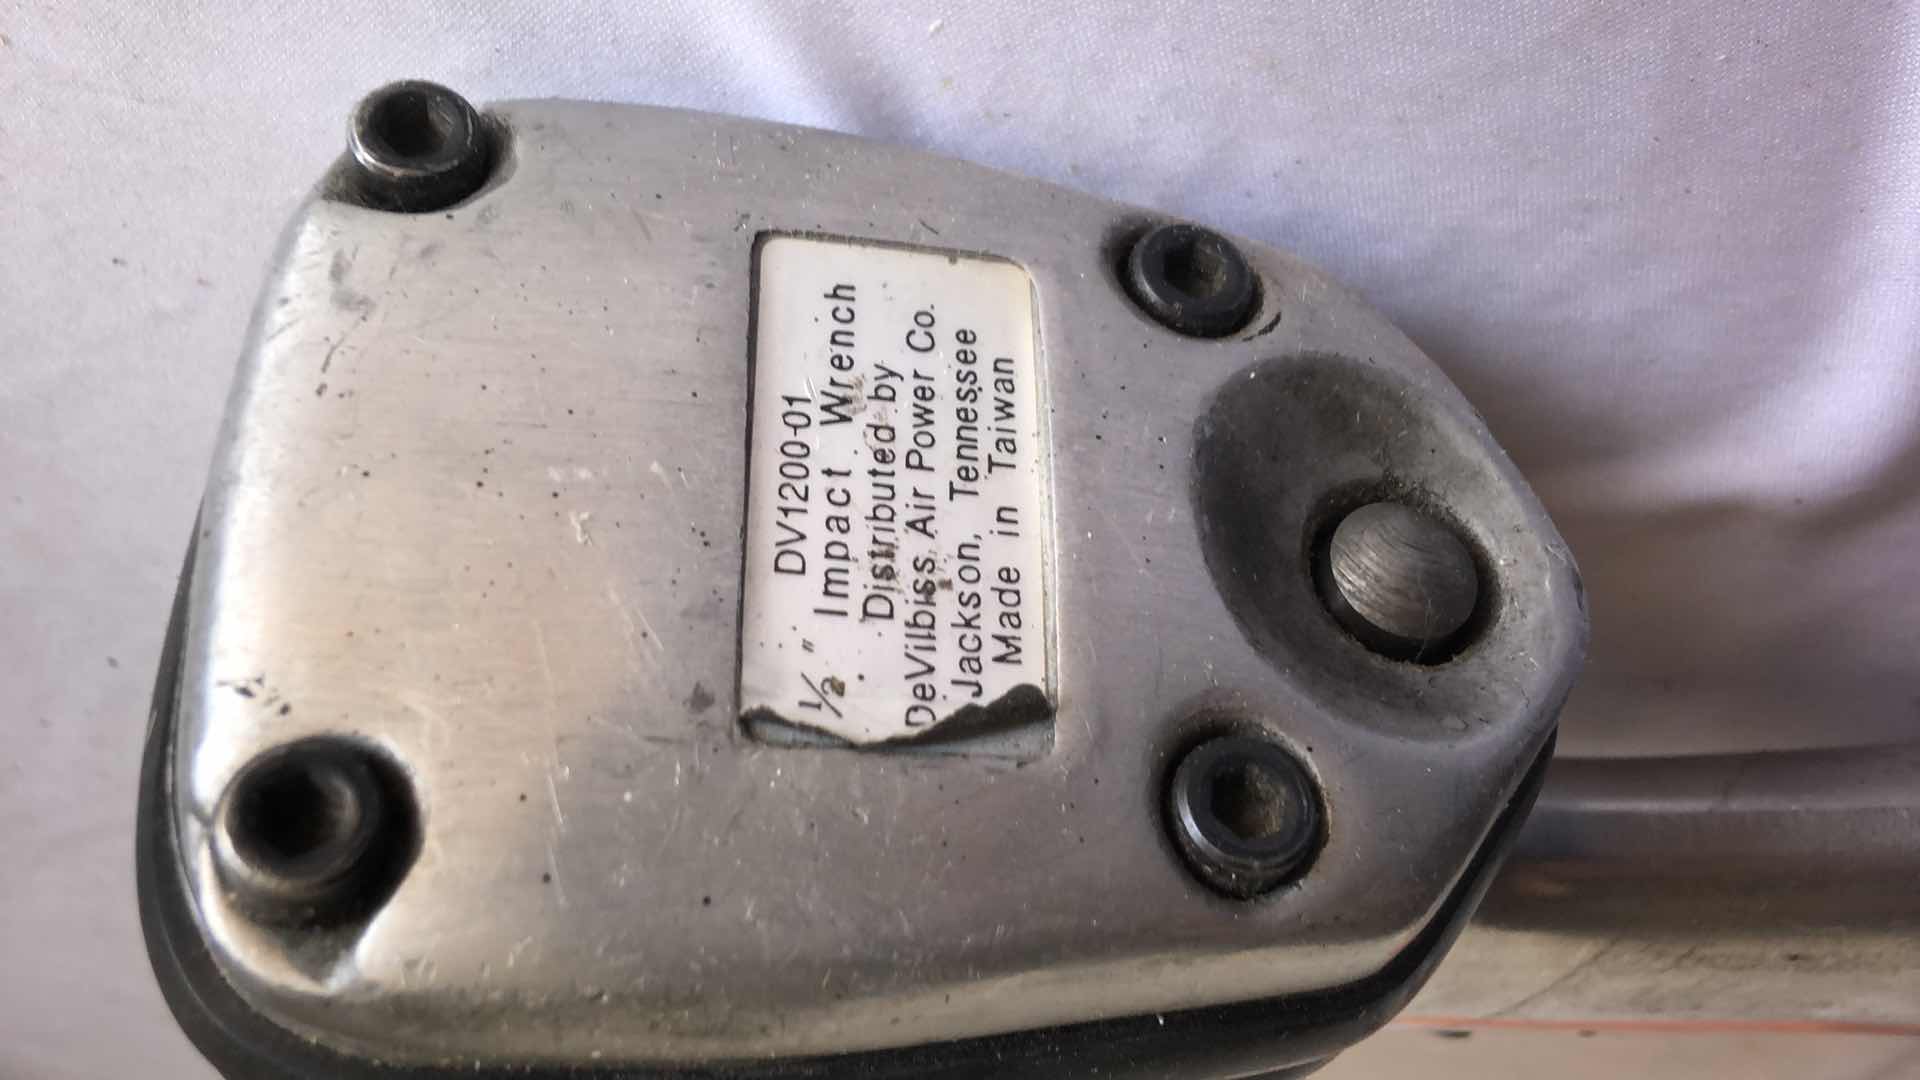 DV1200-01
1/2" Impact Wrench
Distributed by
DeVilbiss Air Power Co.
Jackson, Tennessee
Made in Taiwan